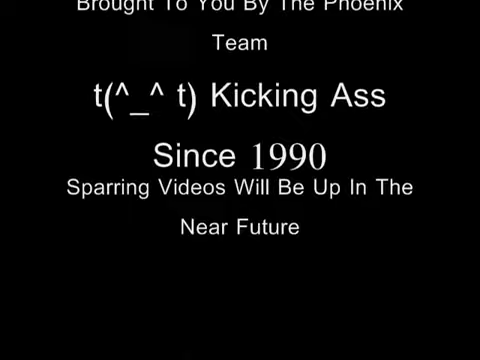 Brought To You By The Phoenix
Team
t(^_^ t) Kicking Ass
Since 1990
Sparring Videos Will Be Up In The
Near Future